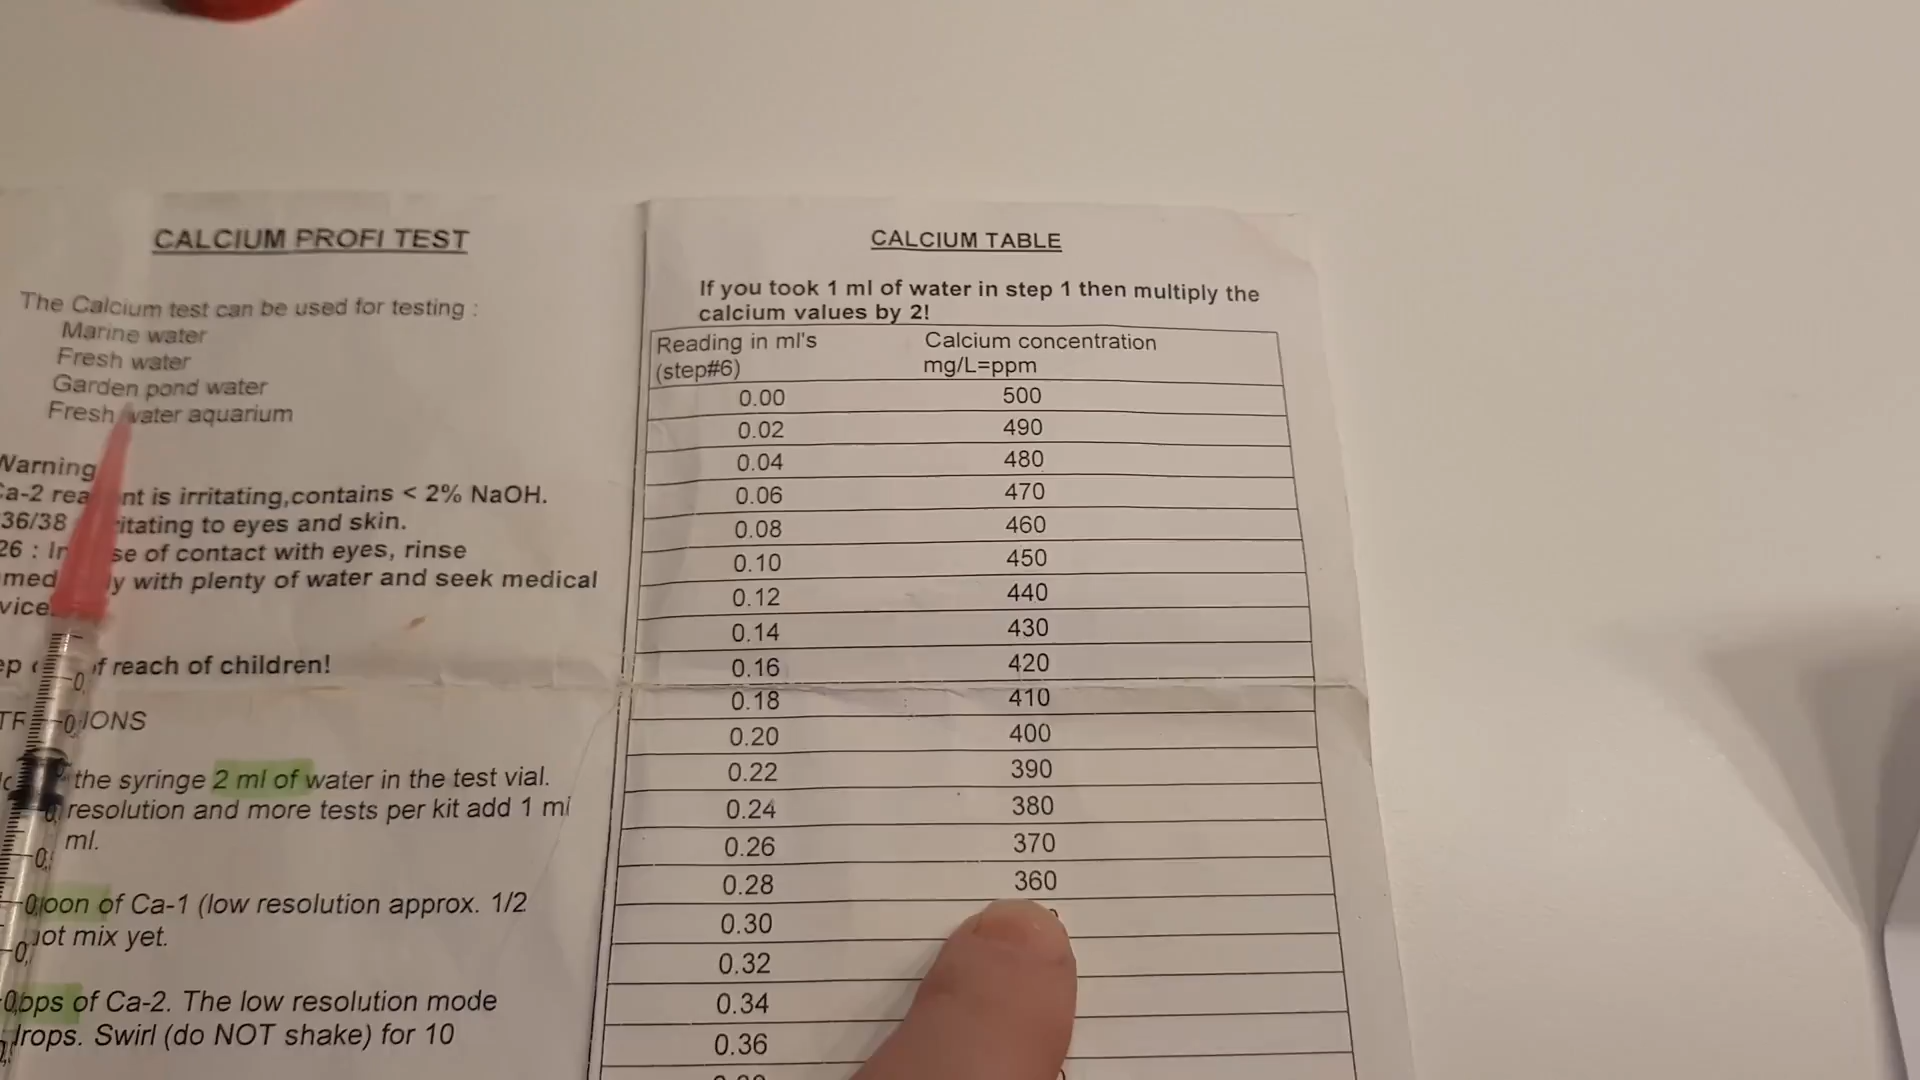 CALCIUM PROFI TEST
The Calcium test can be used for testing :
Marine water
Fresh water
Garden pond water
Fresh water aquarium
Warning
is irritating,contains < 2% NaOH.
36/38 to eyes and skin.
26 : of contact with eyes, rinse
with plenty of water and seek medical
of reach of children!
the syringe 2 ml of water in the test vial.
resolution and more tests per kit add 1 ml
ml.
of Ca-1 (low resolution approx. 1/2
not mix yet.
of Ca-2. The low resolution mode
drops. Swirl (do NOT shake) for 10
CALCIUM TABLE
If you took 1 ml of water in step 1 then multiply the
calcium values by 2!
Reading in ml's Calcium concentration
(step#6) mg/L=ppm
0.00 500
0.02 490
0.04 480
0.06 470
0.08 460
0.10 450
0.12 440
0.14 430
0.16 420
0.18 410
0.20 400
0.22 390
0.24 380
0.26 370
0.28 360
0.30
0.32
0.34
0.36